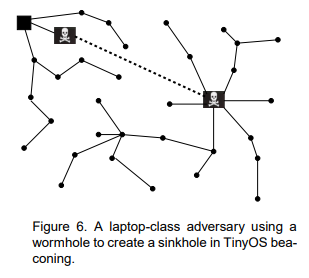 Figure 6. A laptop-class adversary using a
wormhole to create a sinkhole in TinyOS bea-
coning.